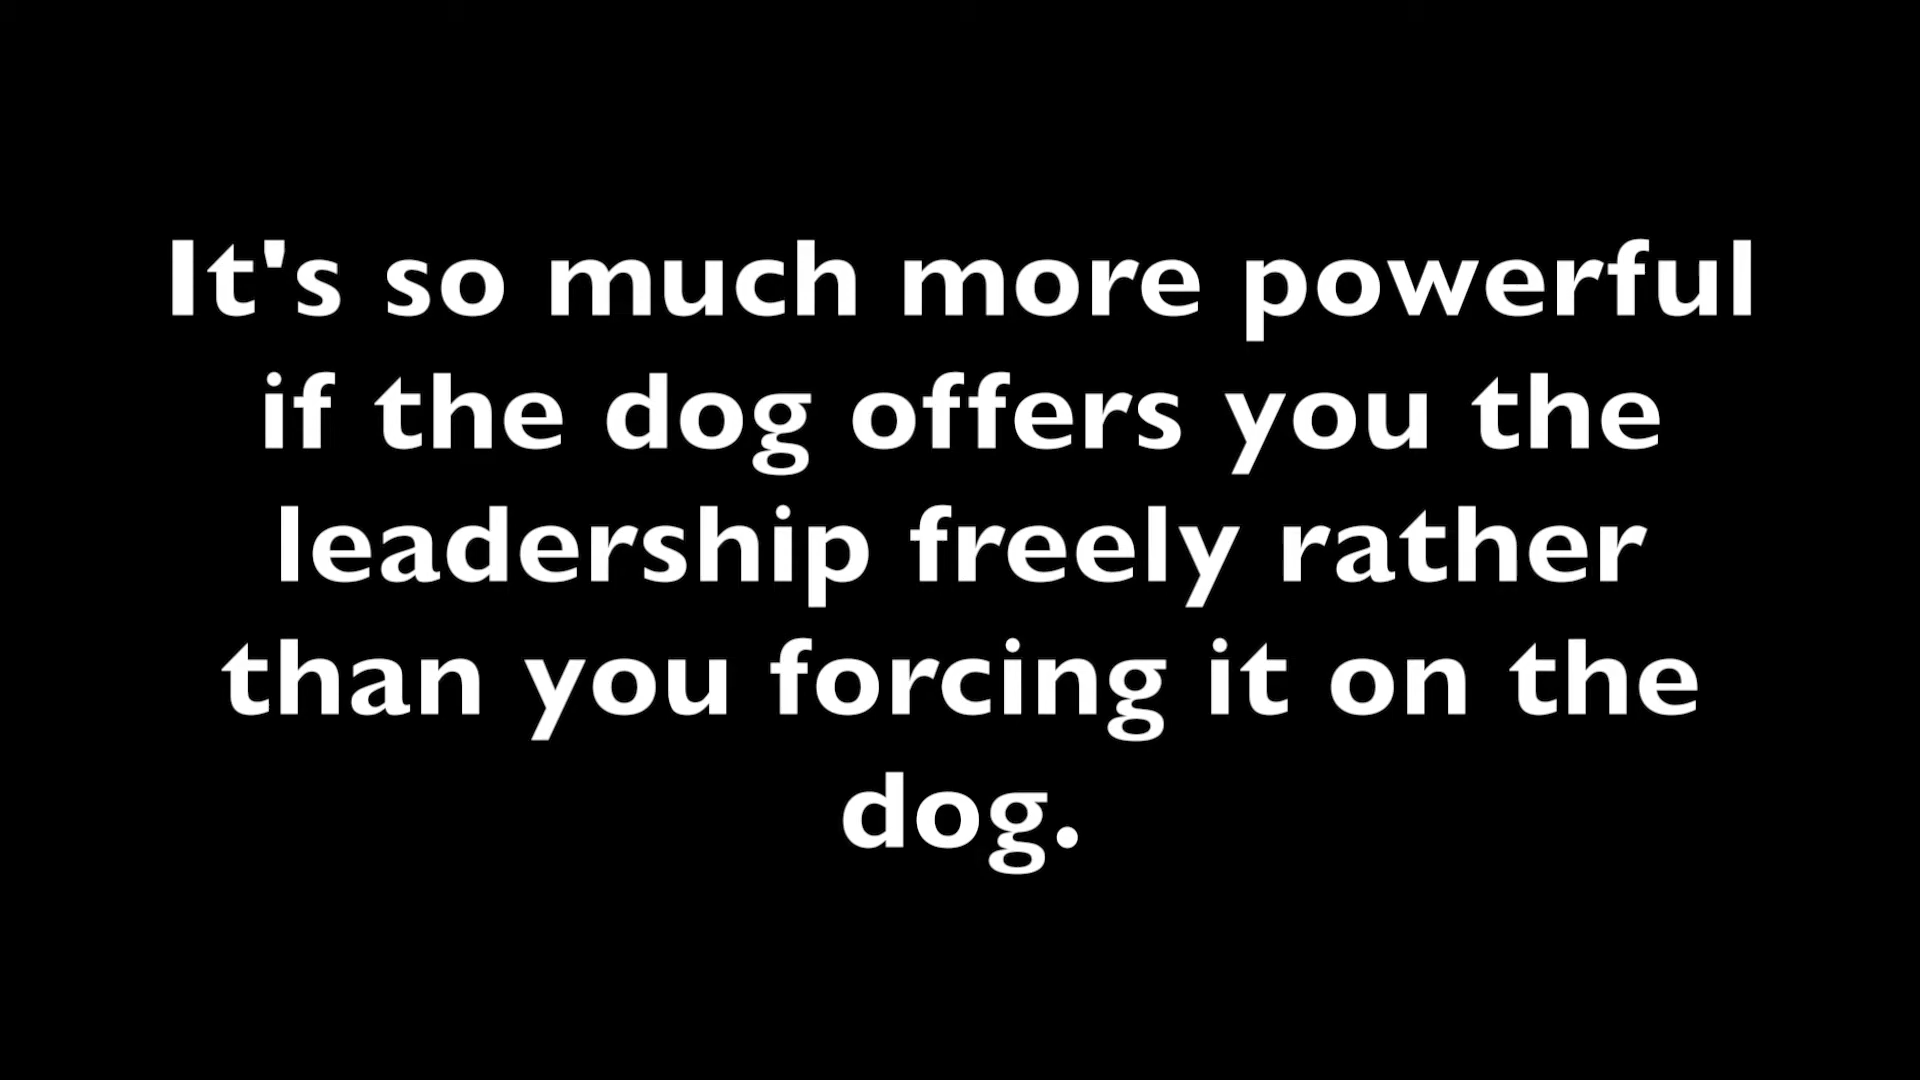 It's so much more powerful
if the dog offers you the
leadership freely rather
than you forcing it on the
dog.